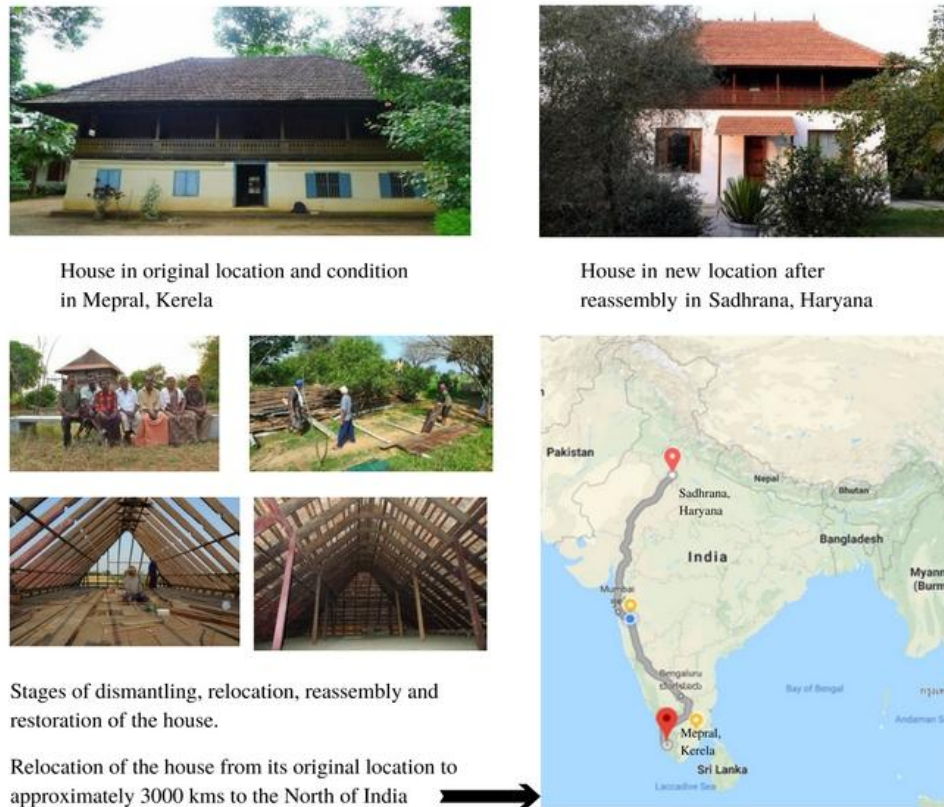 House in original location and condition
in Mepral, Kerela
House in new location after
reassembly in Sadhrana, Haryana
Stages of dismantling, relocation, reassembly and
restoration of the house.
Relocation of the house from its original location to
approximately 3000 kms to the North of India
Pakistan
Sadhrana,
Haryana
Nepal
Bhutan
India
Bangladesh
Myanm
(Burm
Mumbai
Bengaluru
Bay of Bengal
Andaman S
Mepral,
Kerela
Sri Lanka
Laccadive Sea